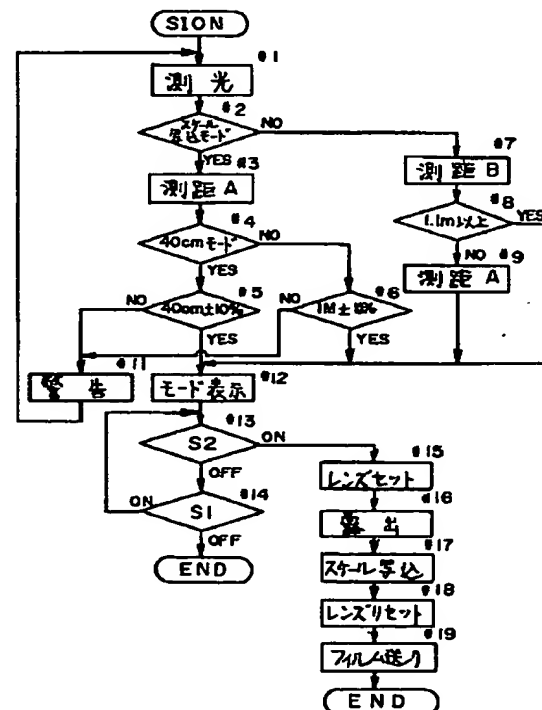 SION
#1
測光
#2
スケール
写込モード
NO
YES
#3
測距 A
#7
測距 B
#4
40cmモード
NO
YES
#8
1.1m以上
YES
NO
#9
測距 A
#5
40cm±10%
NO
YES
#6
1M±10%
NO
YES
#11
警告
#12
モード表示
#13
S2
ON
OFF
#14
S1
ON
OFF
END
#15
レンズセット
#16
露出
#17
スケール写込
#18
レンズリセット
#19
フィルム送り
END